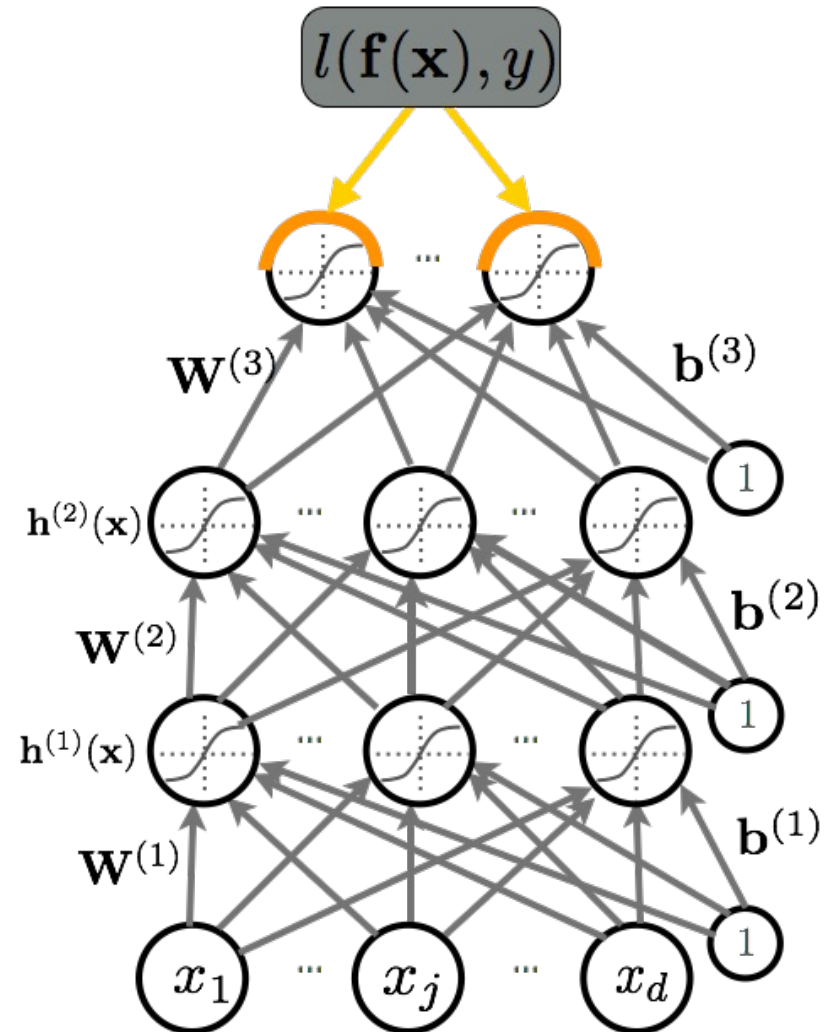 l(f(x), y)
...
W^(3)
b^(3)
1
h^(2)(x)
... ...
W^(2)
b^(2)
1
h^(1)(x)
... ...
W^(1)
b^(1)
1
x_1 ... x_j ... x_d